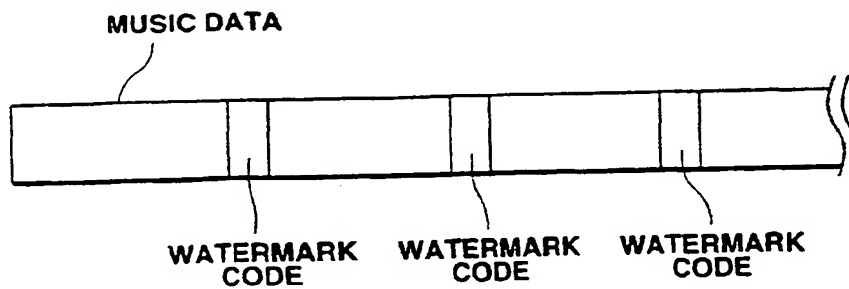 MUSIC DATA
WATERMARK
CODE
WATERMARK
CODE
WATERMARK
CODE